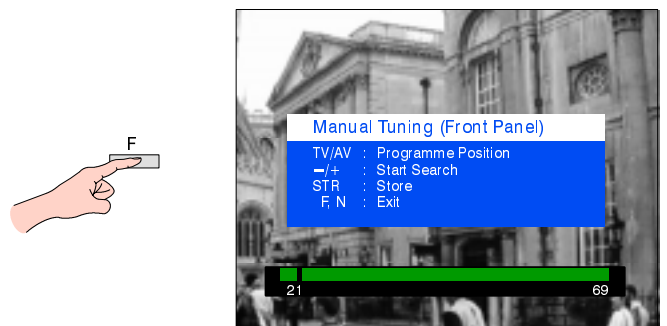 F
Manual Tuning (Front Panel)
TV/AV : Programme Position
−/+ : Start Search
STR : Store
F, N : Exit
21 69